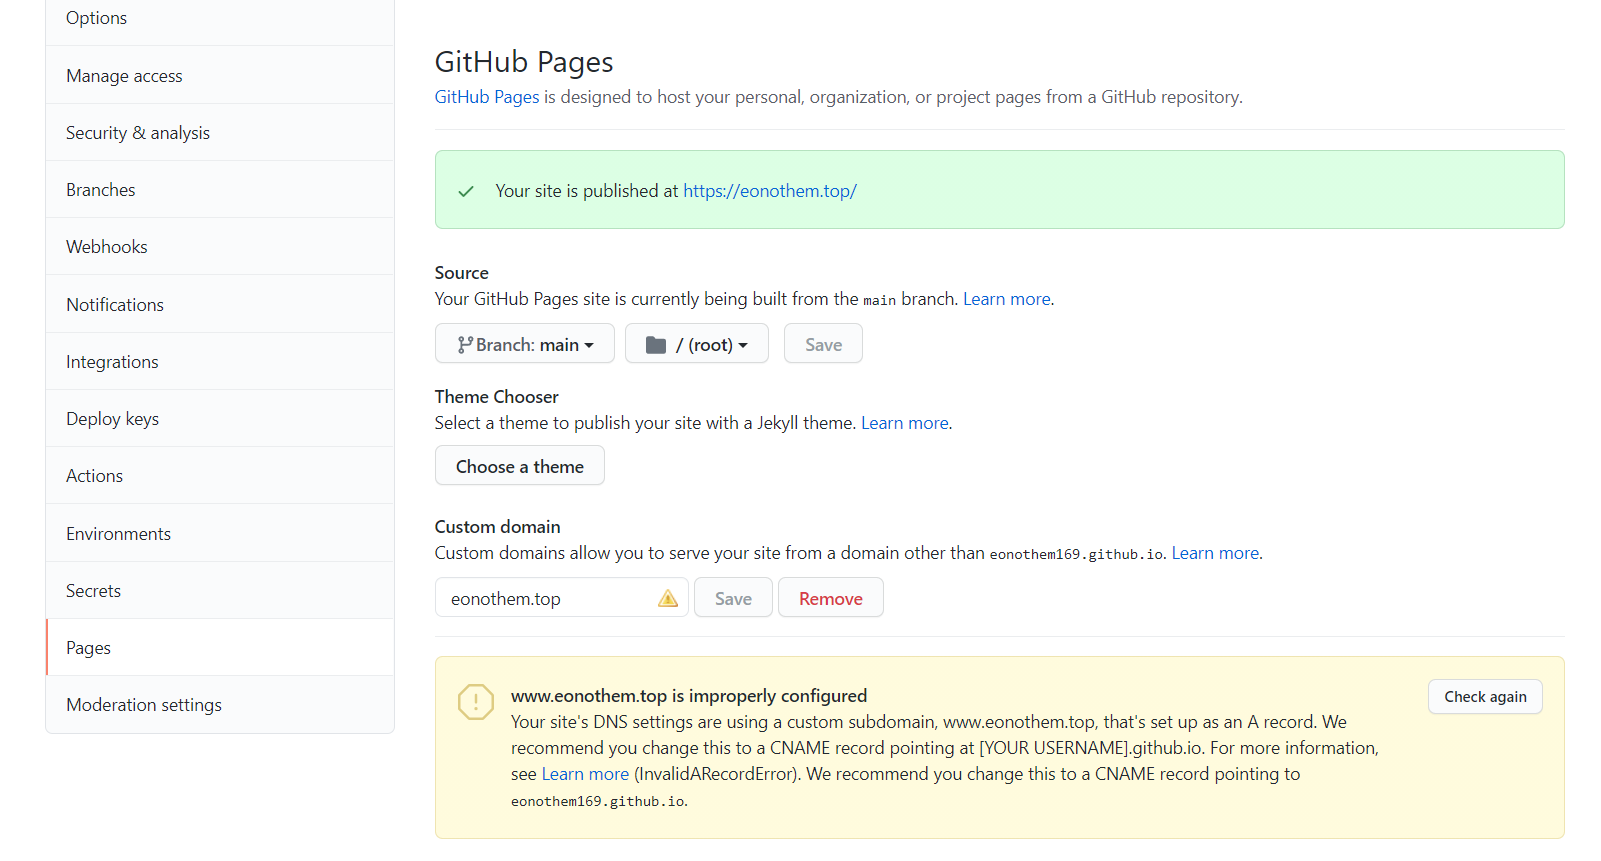 Options
Manage access
Security & analysis
Branches
Webhooks
Notifications
Integrations
Deploy keys
Actions
Environments
Secrets
Pages
Moderation settings
GitHub Pages
GitHub Pages is designed to host your personal, organization, or project pages from a GitHub repository.
Your site is published at https://eonothem.top/
Source
Your GitHub Pages site is currently being built from the main branch. Learn more.
Branch: main
/ (root)
Save
Theme Chooser
Select a theme to publish your site with a Jekyll theme. Learn more.
Choose a theme
Custom domain
Custom domains allow you to serve your site from a domain other than eonothem169.github.io. Learn more.
eonothem.top
Save
Remove
www.eonothem.top is improperly configured
Check again
Your site's DNS settings are using a custom subdomain, www.eonothem.top, that's set up as an A record. We
recommend you change this to a CNAME record pointing at [YOUR USERNAME].github.io. For more information,
see Learn more (InvalidARecordError). We recommend you change this to a CNAME record pointing to
eonothem169.github.io.